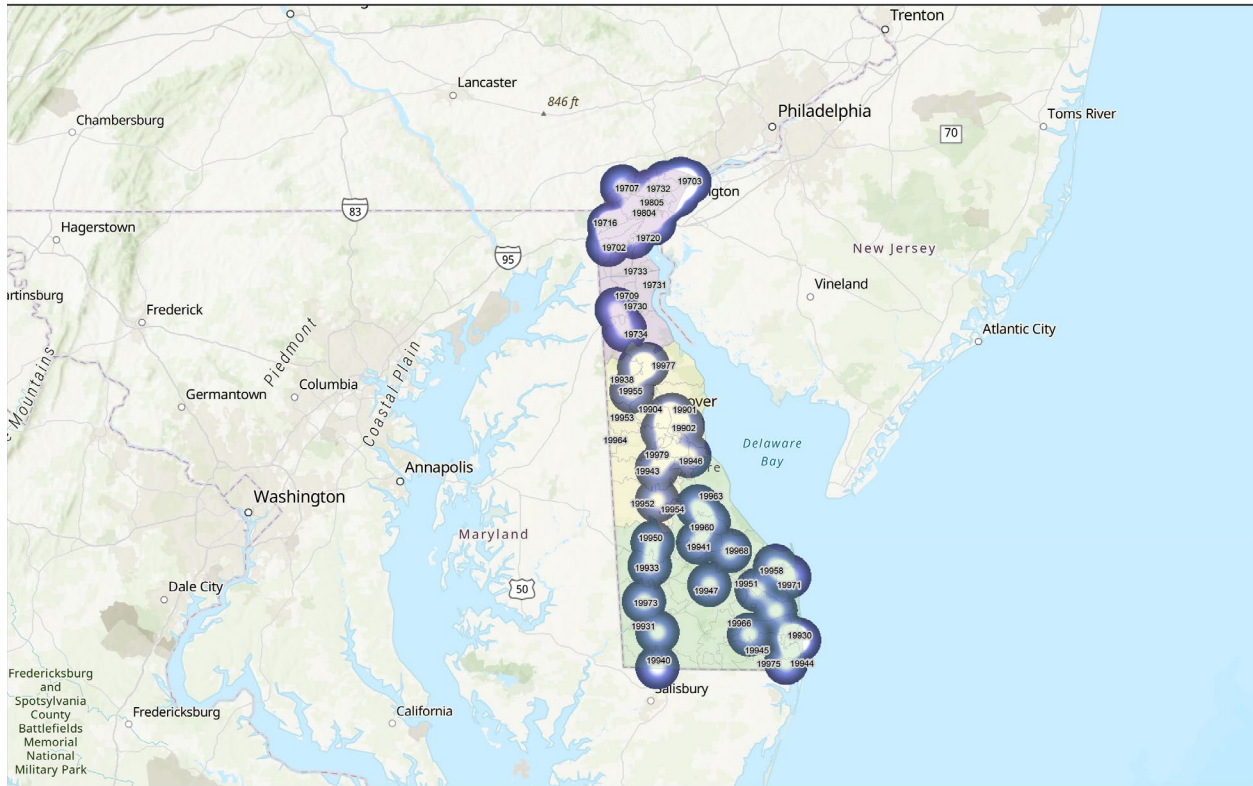 Trenton
Lancaster
846 ft
Philadelphia
Chambersburg
Toms River
70
19703
19707
19732
ngton
19805
83
19804
19716
Hagerstown
19720
19702
New Jersey
95
19733
19731
Vineland
artinsburg
19709
19730
Frederick
Atlantic City
19734
Piedmont
19977
Coastal Plain
e Mountains
19938
Columbia
19955
Germantown
over
19904
19901
19953
19902
19964
Delaware
Bay
19979
19946
Annapolis
19943
re
Washington
19963
19952
19954
19960
Maryland
19950
19941
19968
19933
19958
Dale City
50
19951
19971
19947
19973
19966
19931
19930
19945
19940
19975
19944
Fredericksburg
and
Spotsylvania
County
Battlefields
Memorial
National
Military Park
Salisbury
Fredericksburg
California